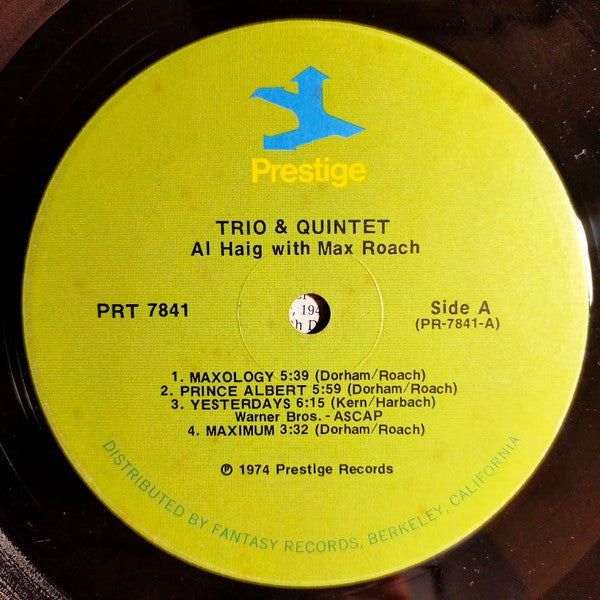 Prestige
TRIO & QUINTET
Al Haig with Max Roach
PRT 7841
Side A
(PR-7841-A)
, 194
1. MAXOLOGY 5:39 (Dorham/Roach)
2. PRINCE ALBERT 5:59 (Dorham/Roach)
3. YESTERDAYS 6:15 (Kern/Harbach)
Warner Bros. - ASCAP
4. MAXIMUM 3:32 (Dorham/Roach)
℗ 1974 Prestige Records
DISTRIBUTED BY FANTASY RECORDS, BERKELEY, CALIFORNIA